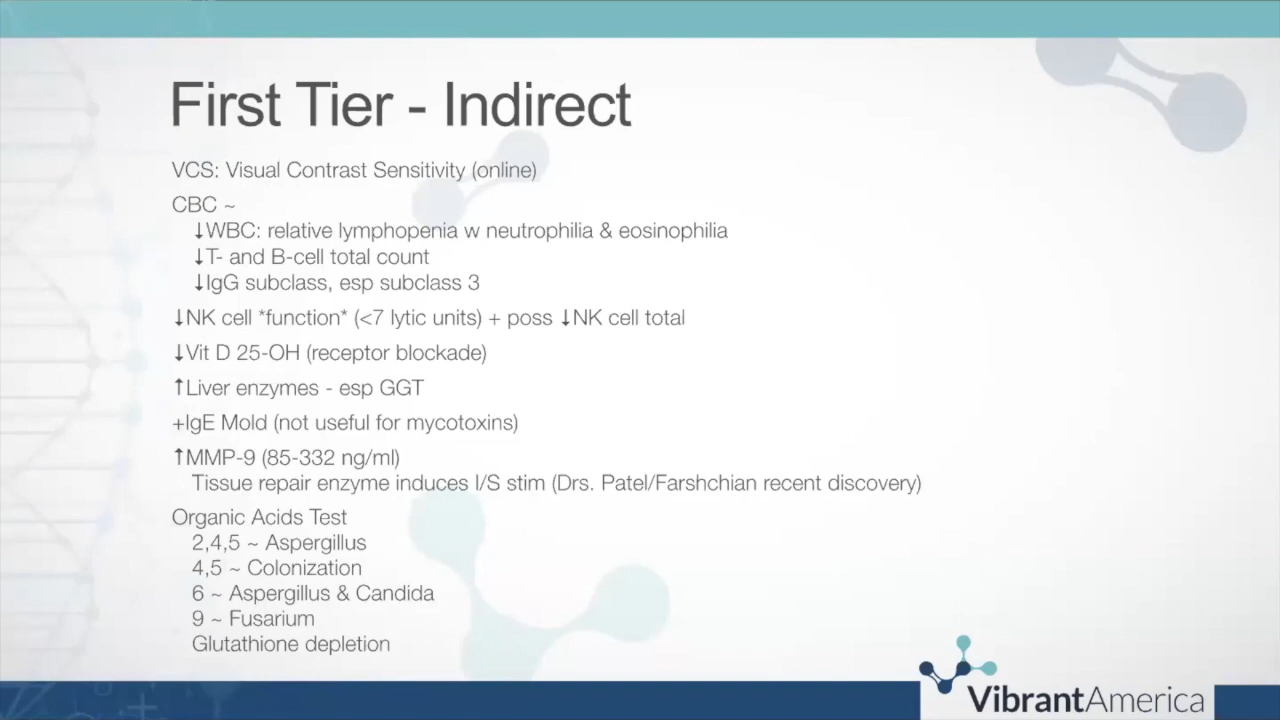 First Tier - Indirect
VCS: Visual Contrast Sensitivity (online)
CBC ~
↓WBC: relative lymphopenia w neutrophilia & eosinophilia
↓T- and B-cell total count
↓IgG subclass, esp subclass 3
↓NK cell *function* (<7 lytic units) + poss ↓NK cell total
↓Vit D 25-OH (receptor blockade)
↑Liver enzymes - esp GGT
+IgE Mold (not useful for mycotoxins)
↑MMP-9 (85-332 ng/ml)
Tissue repair enzyme induces I/S stim (Drs. Patel/Farshchian recent discovery)
Organic Acids Test
2,4,5 ~ Aspergillus
4,5 ~ Colonization
6 ~ Aspergillus & Candida
9 ~ Fusarium
Glutathione depletion
VibrantAmerica